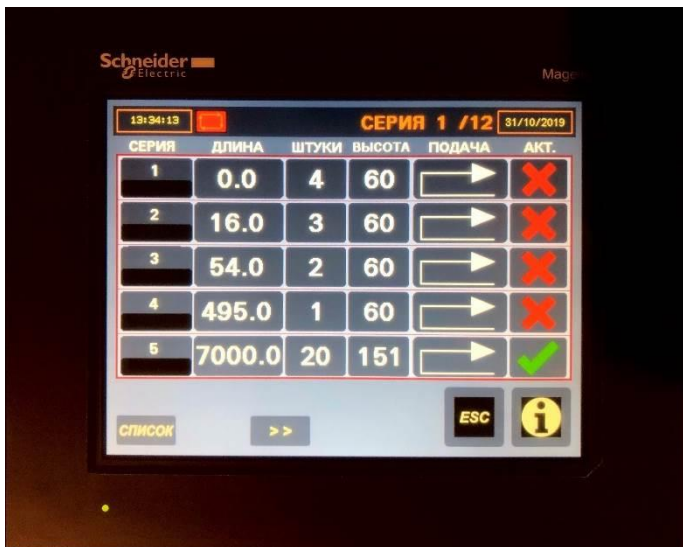 Schneider
Electric
Mage
13:34:13 СЕРИЯ 1 /12 31/10/2019
СЕРИЯ ДЛИНА ШТУКИ ВЫСОТА ПОДАЧА АКТ.
1 0.0 4 60
2 16.0 3 60
3 54.0 2 60
4 495.0 1 60
5 7000.0 20 151
СПИСОК >> ESC i